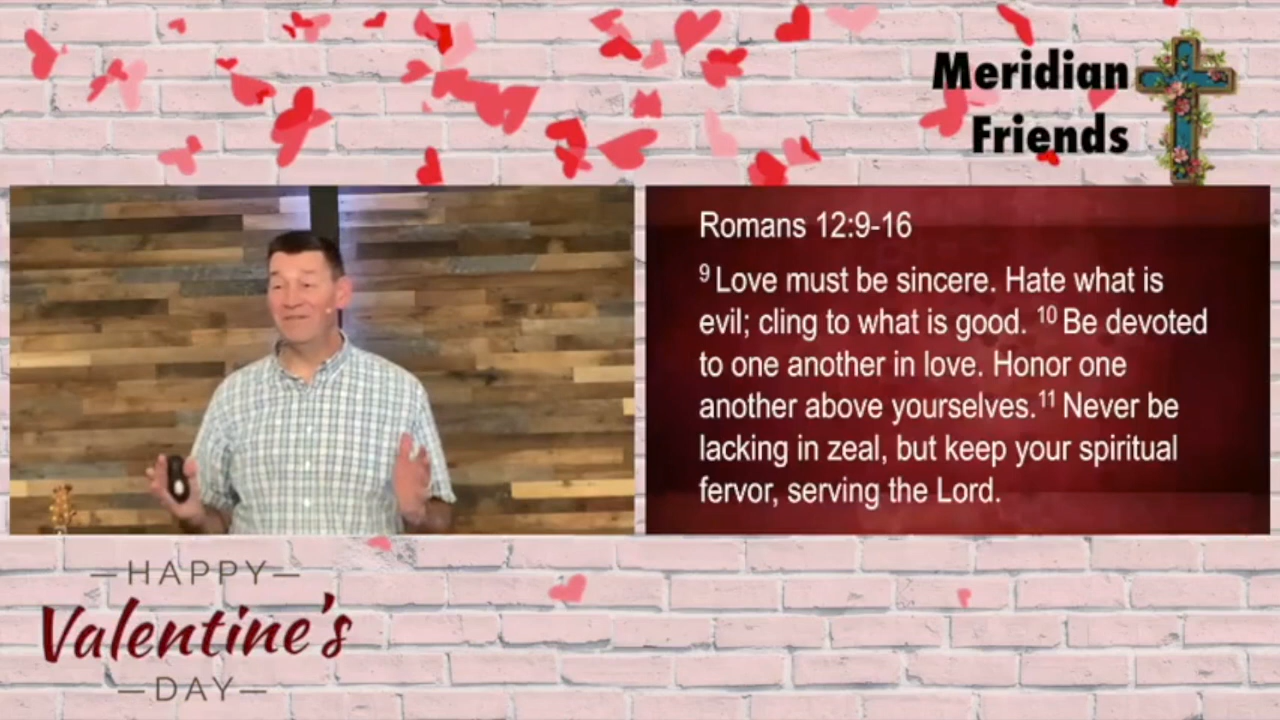 Meridian
Friends
Romans 12:9-16
9 Love must be sincere. Hate what is
evil; cling to what is good. 10 Be devoted
to one another in love. Honor one
another above yourselves.11 Never be
lacking in zeal, but keep your spiritual
fervor, serving the Lord.
HAPPY
Valentine's
DAY